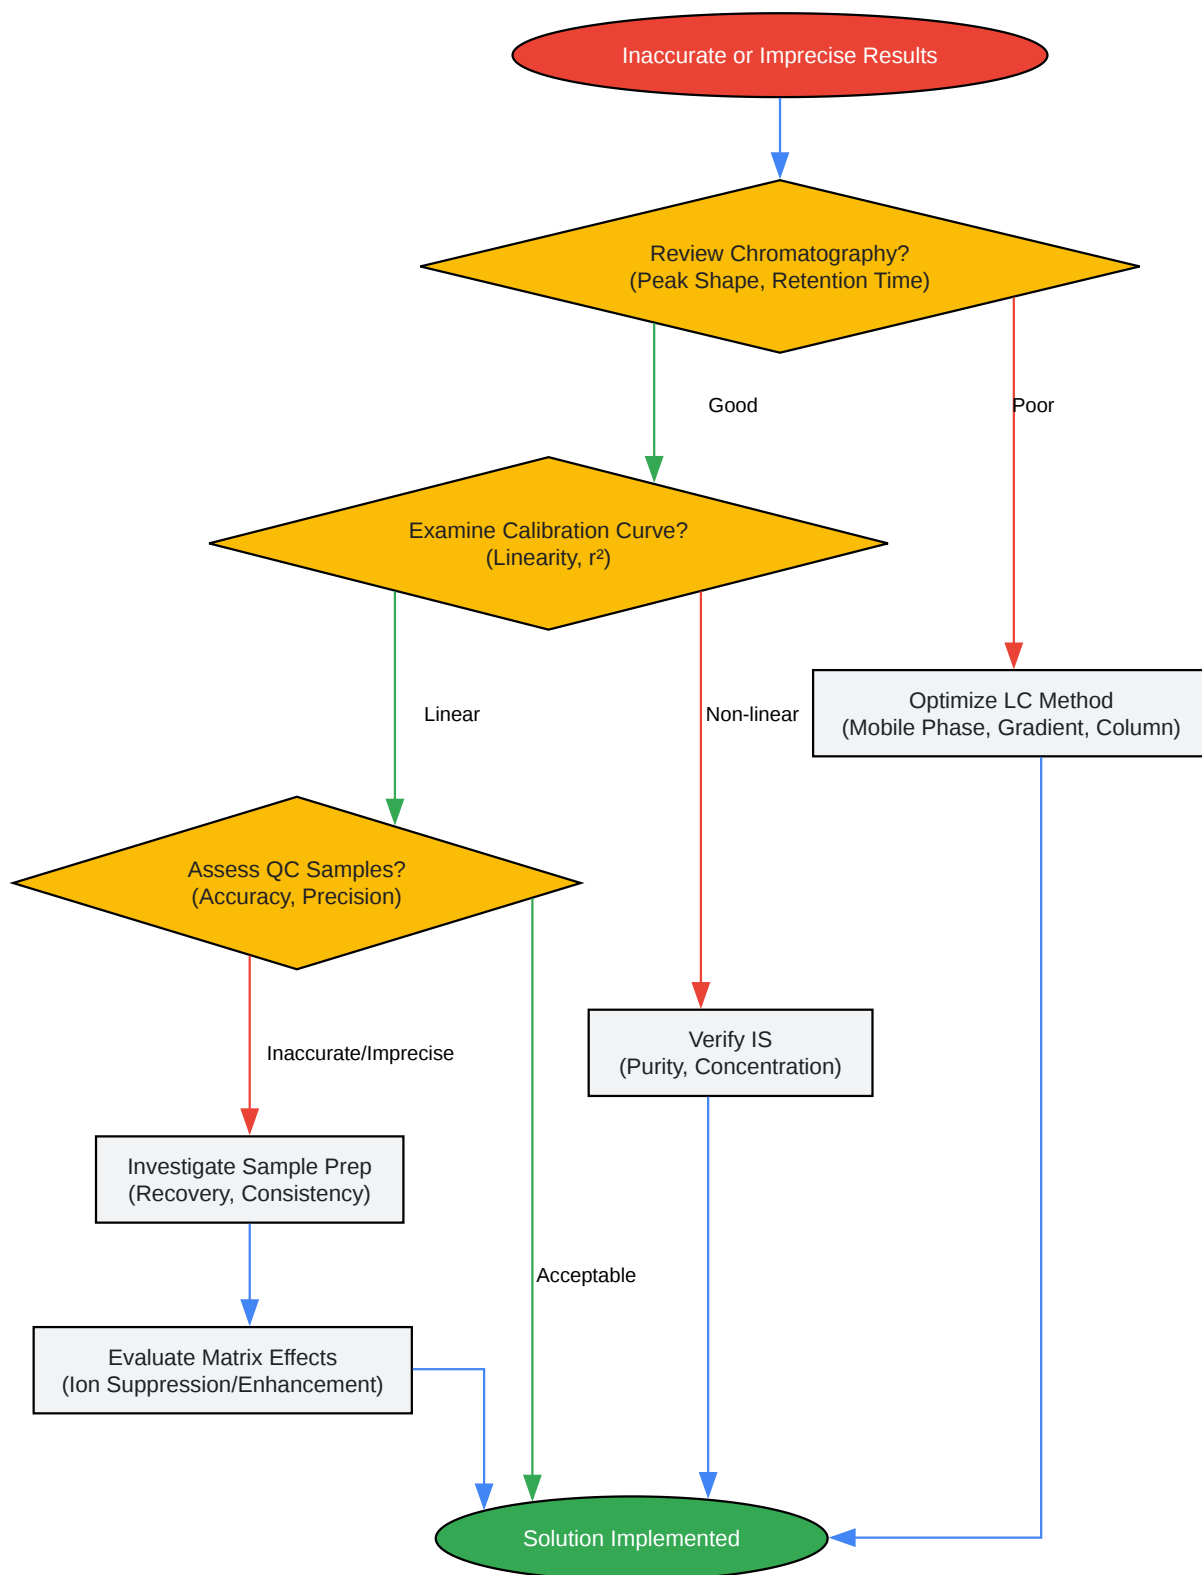 Inaccurate or Imprecise Results
Review Chromatography?
(Peak Shape, Retention Time)
Good
Poor
Examine Calibration Curve?
(Linearity, r²)
Linear
Non-linear
Optimize LC Method
(Mobile Phase, Gradient, Column)
Assess QC Samples?
(Accuracy, Precision)
Inaccurate/Imprecise
Verify IS
(Purity, Concentration)
Investigate Sample Prep
(Recovery, Consistency)
Acceptable
Evaluate Matrix Effects
(Ion Suppression/Enhancement)
Solution Implemented